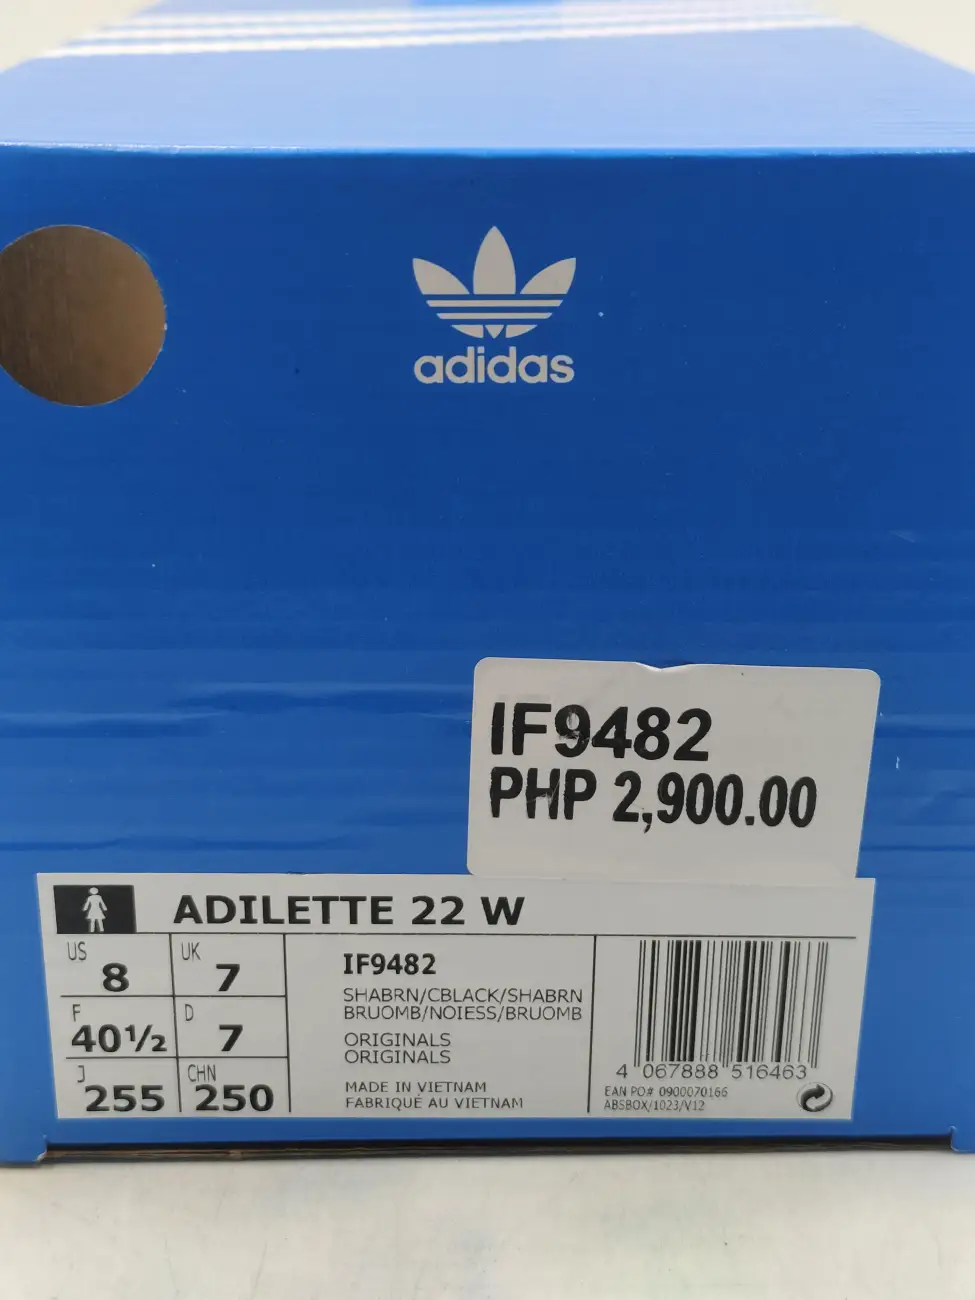 adidas
IF9482
PHP 2,900.00
ADILETTE 22 W
US 8 UK 7
F 40½ D 7
J 255 CHN 250
IF9482
SHABRN/CBLACK/SHABRN
BRUOMB/NOIESS/BRUOMB
ORIGINALS
ORIGINALS
MADE IN VIETNAM
FABRIQUÉ AU VIETNAM
4 067888 516463
EAN PO# 0900070166
ABSBOX/1023/V12